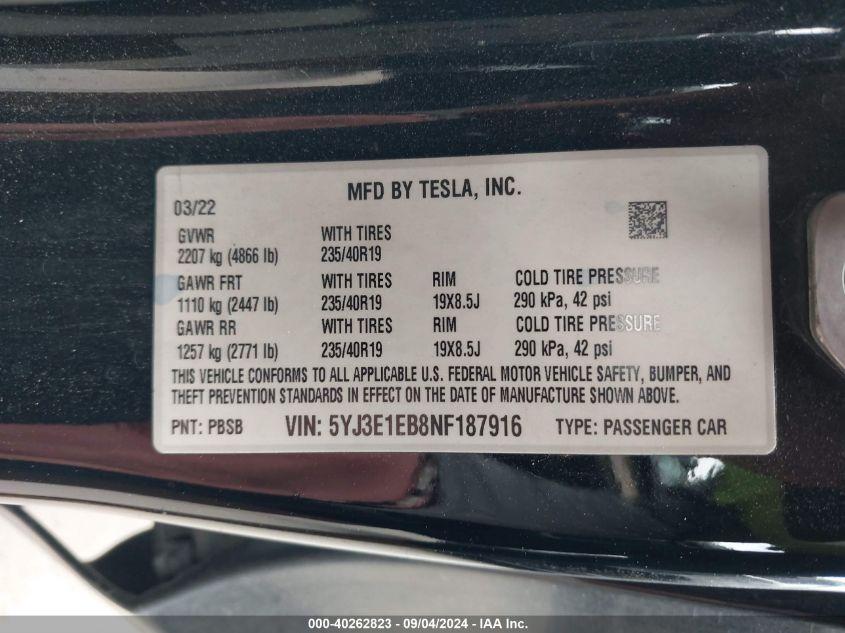 MFD BY TESLA, INC.
03/22
GVWR WITH TIRES
2207 kg (4866 lb) 235/40R19
GAWR FRT WITH TIRES RIM COLD TIRE PRESSURE
1110 kg (2447 lb) 235/40R19 19X8.5J 290 kPa, 42 psi
GAWR RR WITH TIRES RIM COLD TIRE PRESSURE
1257 kg (2771 lb) 235/40R19 19X8.5J 290 kPa, 42 psi
THIS VEHICLE CONFORMS TO ALL APPLICABLE U.S. FEDERAL MOTOR VEHICLE SAFETY, BUMPER, AND
THEFT PREVENTION STANDARDS IN EFFECT ON THE DATE OF MANUFACTURE SHOWN ABOVE.
PNT: PBSB VIN: 5YJ3E1EB8NF187916 TYPE: PASSENGER CAR
000-40262823 - 09/04/2024 - IAA Inc.